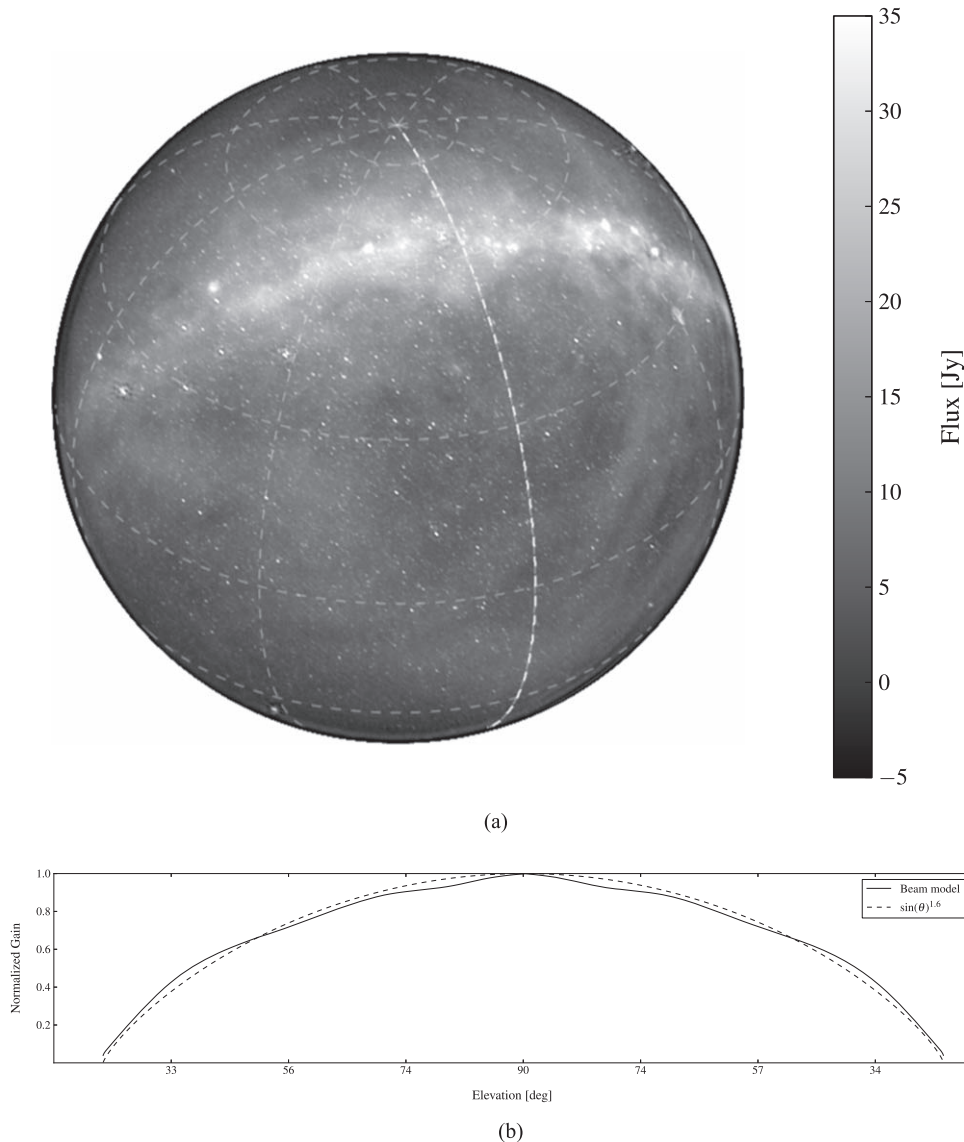 35
30
25
20
15
10
5
0
−5
Flux [Jy]
(a)
1.0
0.8
0.6
0.4
0.2
Normalized Gain
Beam model
sin(θ)^1.6
33 56 74 90 74 57 34
Elevation [deg]
(b)